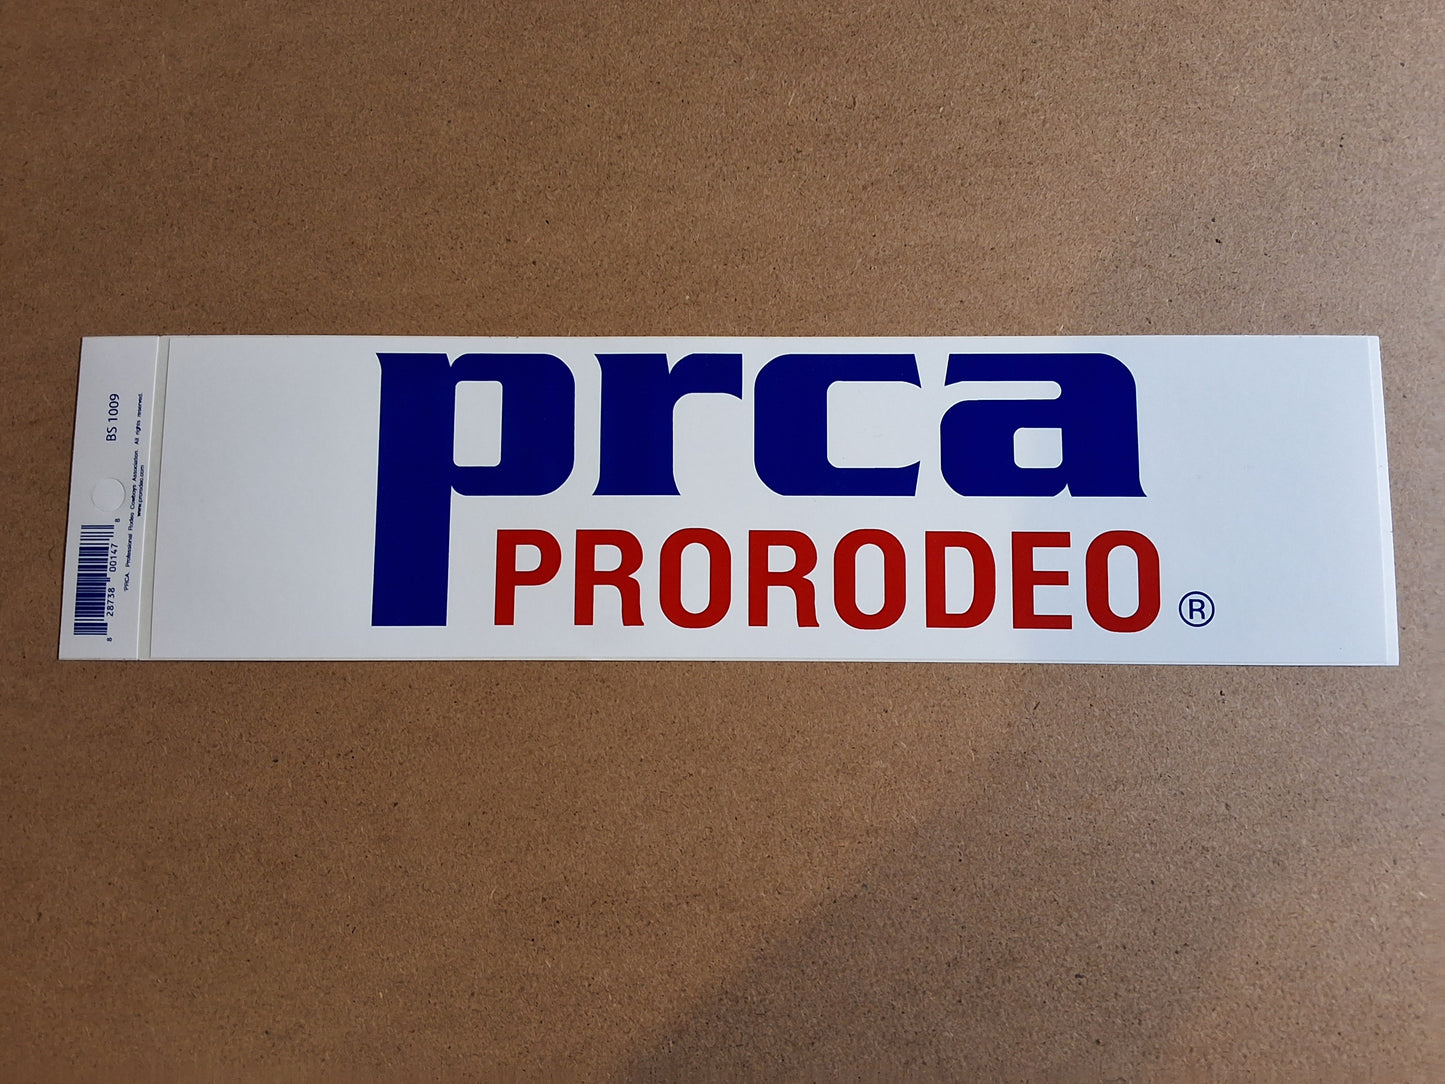 prca
PRORODEO®
BS 1009
"PRCA Professional Rodeo Cowboys Association. All rights reserved.
www.prorodeo.com
8 28738 00147 8